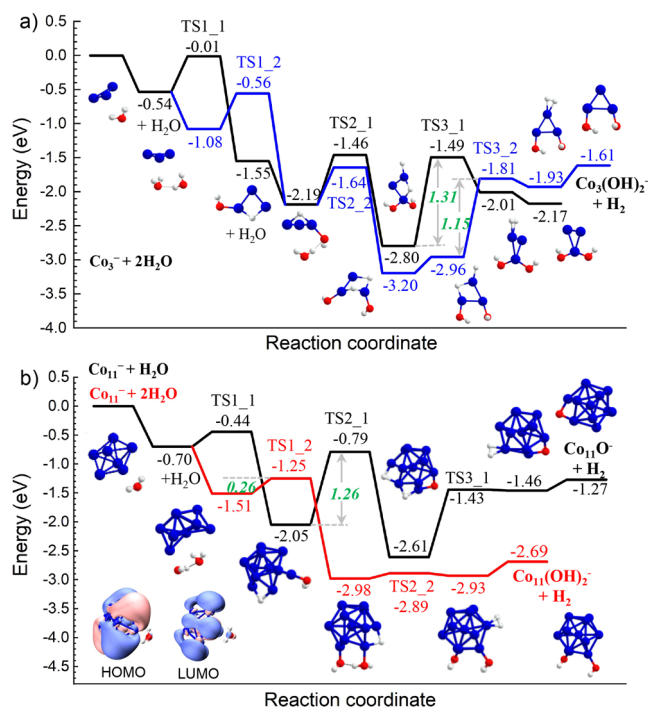 a)
Energy (eV)
0.0
-0.5
-1.0
-1.5
-2.0
-2.5
-3.0
-3.5
-4.0
TS1_1
-0.01
TS1_2
-0.56
-0.54
+ H₂O
-1.08
-1.55
+ H₂O
-2.19
TS2_1
-1.46
-1.64
TS2_2
TS3_1
-1.49
TS3_2
-1.81
-1.93
-1.61
1.31
1.15
-2.01
-2.17
Co₃(OH)₂⁻
+ H₂
-2.80
-2.96
-3.20
Co₃⁻ + 2H₂O
Reaction coordinate
b)
Energy (eV)
0.5
0.0
-0.5
-1.0
-1.5
-2.0
-2.5
-3.0
-3.5
-4.0
-4.5
Co₁₁⁻ + H₂O
Co₁₁⁻ + 2H₂O
TS1_1
-0.44
-0.70
+H₂O
TS1_2
-1.25
0.26
-1.51
-2.05
TS2_1
-0.79
1.26
-2.61
TS3_1
-1.43
-1.46
-1.27
Co₁₁O⁻
+ H₂
-2.98
TS2_2
-2.89
-2.93
-2.69
Co₁₁(OH)₂⁻
+ H₂
HOMO
LUMO
Reaction coordinate